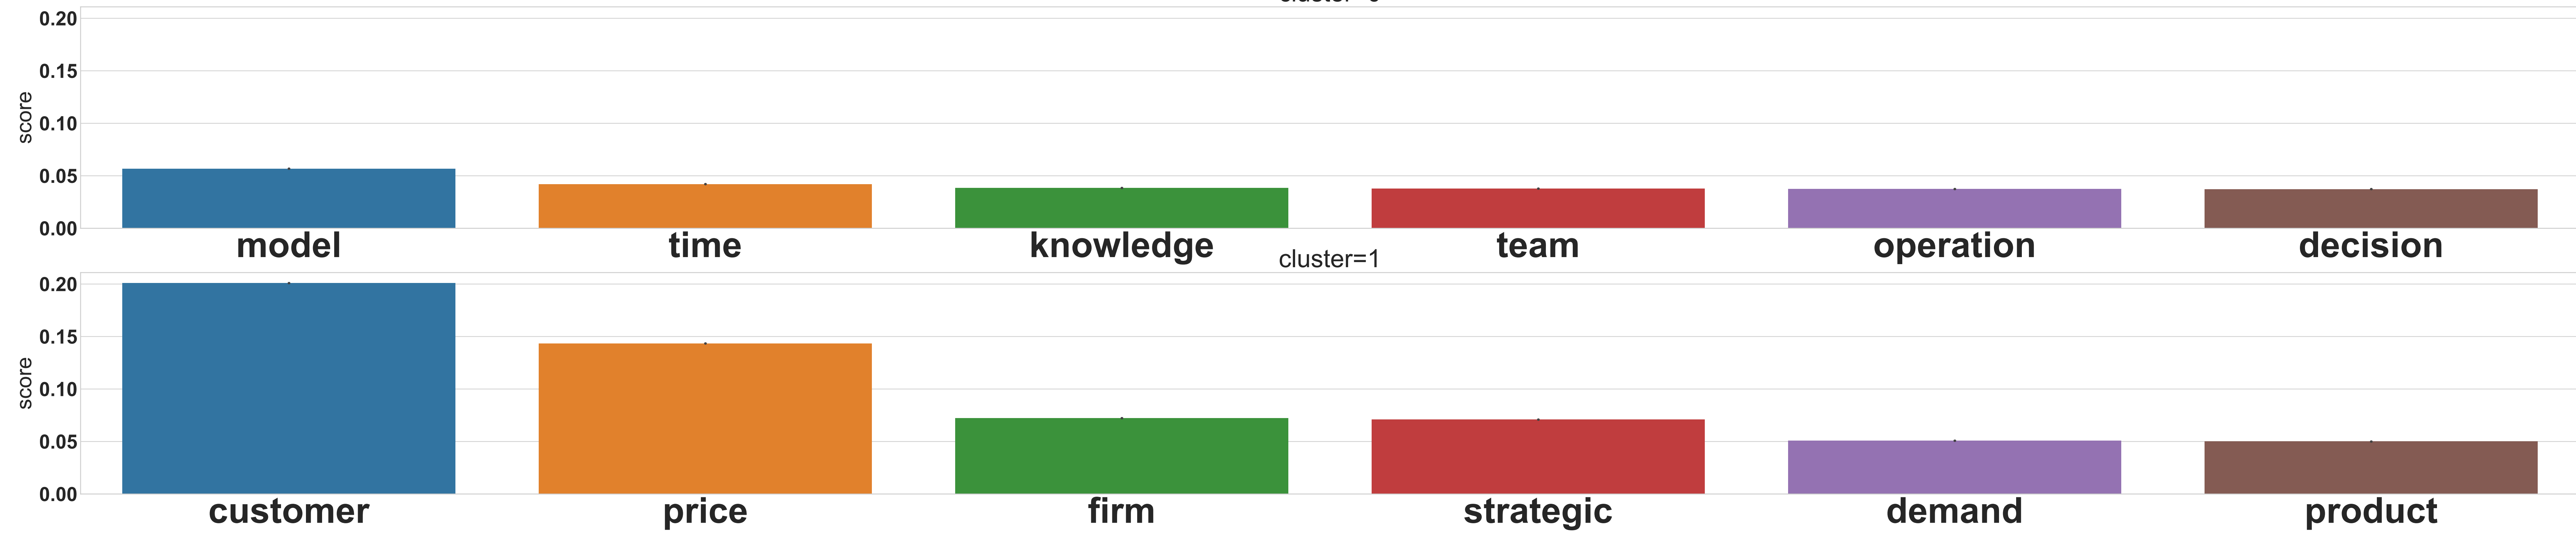 0.20
0.15
0.10
0.05
0.00
score
model time knowledge team operation decision
cluster=1
0.20
0.15
0.10
0.05
0.00
score
customer price firm strategic demand product